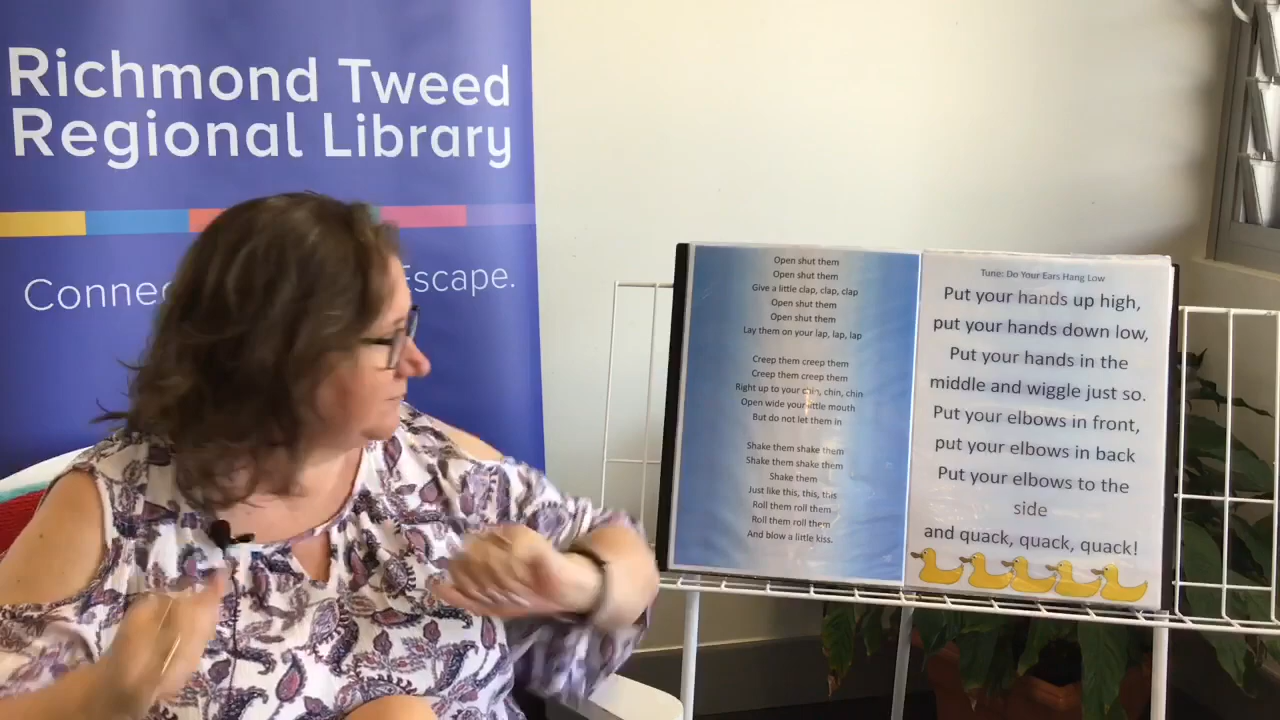 Richmond Tweed
Regional Library
Escape.
Open shut them
Open shut them
Give a little clap, clap, clap
Open shut them
Open shut them
Lay them on your lap, lap, lap
Creep them creep them
Creep them creep them
Right up to your chin, chin, chin
Open wide your little mouth
But do not let them in
Shake them shake them
Shake them shake them
Shake them
Just like this, this, this
Roll them roll them
Roll them roll them
And blow a little kiss.
Tune: Do Your Ears Hang Low
Put your hands up high,
put your hands down low,
Put your hands in the
middle and wiggle just so.
Put your elbows in front,
put your elbows in back
Put your elbows to the
side
and quack, quack, quack!